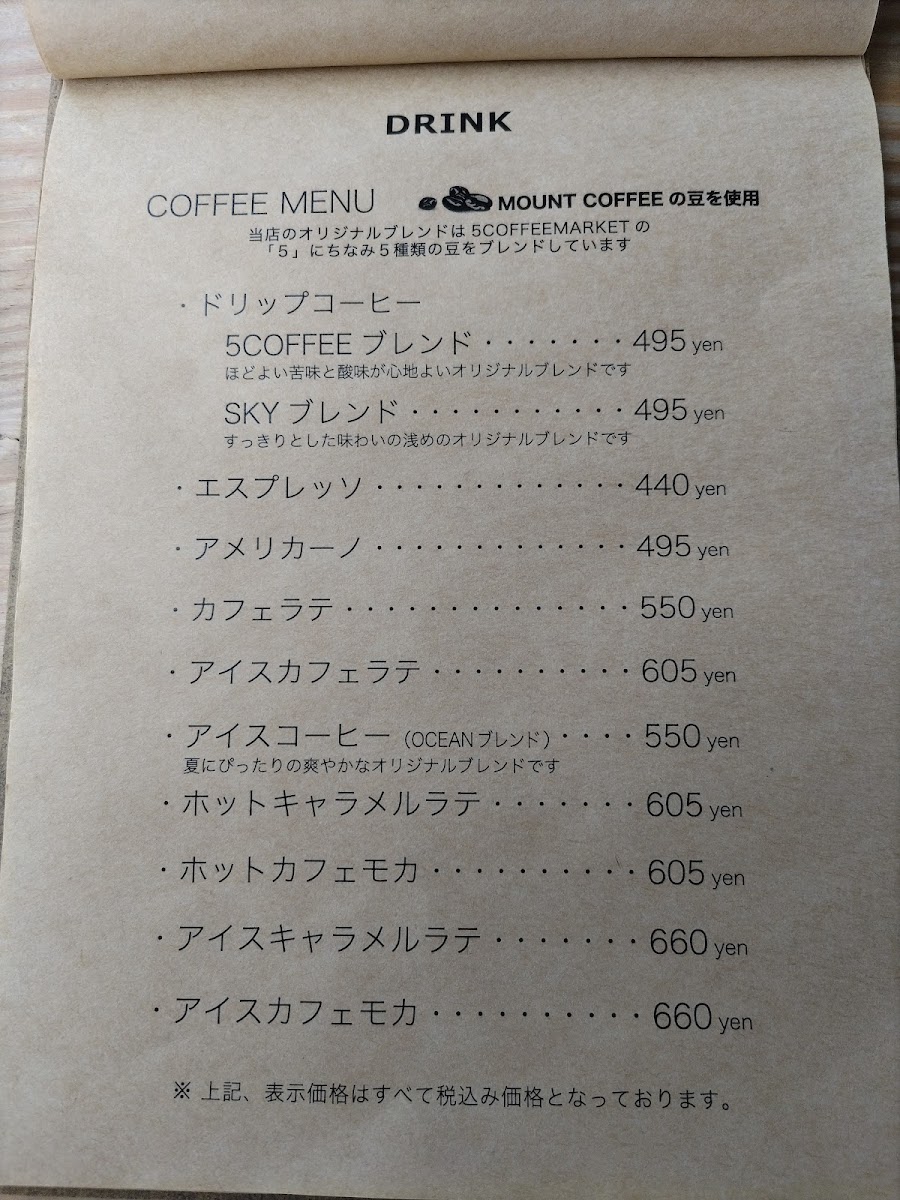 DRINK
COFFEE MENU MOUNT COFFEE の豆を使用
当店のオリジナルブレンドは 5COFFEEMARKET の
「５」にちなみ５種類の豆をブレンドしています
・ドリップコーヒー
5COFFEE ブレンド・・・・・・・495 yen
ほどよい苦味と酸味が心地よいオリジナルブレンドです
SKY ブレンド・・・・・・・・・・・495 yen
すっきりとした味わいの浅めのオリジナルブレンドです
・エスプレッソ・・・・・・・・・・・・・440 yen
・アメリカーノ・・・・・・・・・・・・・495 yen
・カフェラテ・・・・・・・・・・・・・・・550 yen
・アイスカフェラテ・・・・・・・・・・605 yen
・アイスコーヒー（OCEANブレンド）・・・・550 yen
夏にぴったりの爽やかなオリジナルブレンドです
・ホットキャラメルラテ・・・・・・・605 yen
・ホットカフェモカ・・・・・・・・・・605 yen
・アイスキャラメルラテ・・・・・・・660 yen
・アイスカフェモカ・・・・・・・・・・660 yen
※ 上記、表示価格はすべて税込み価格となっております。